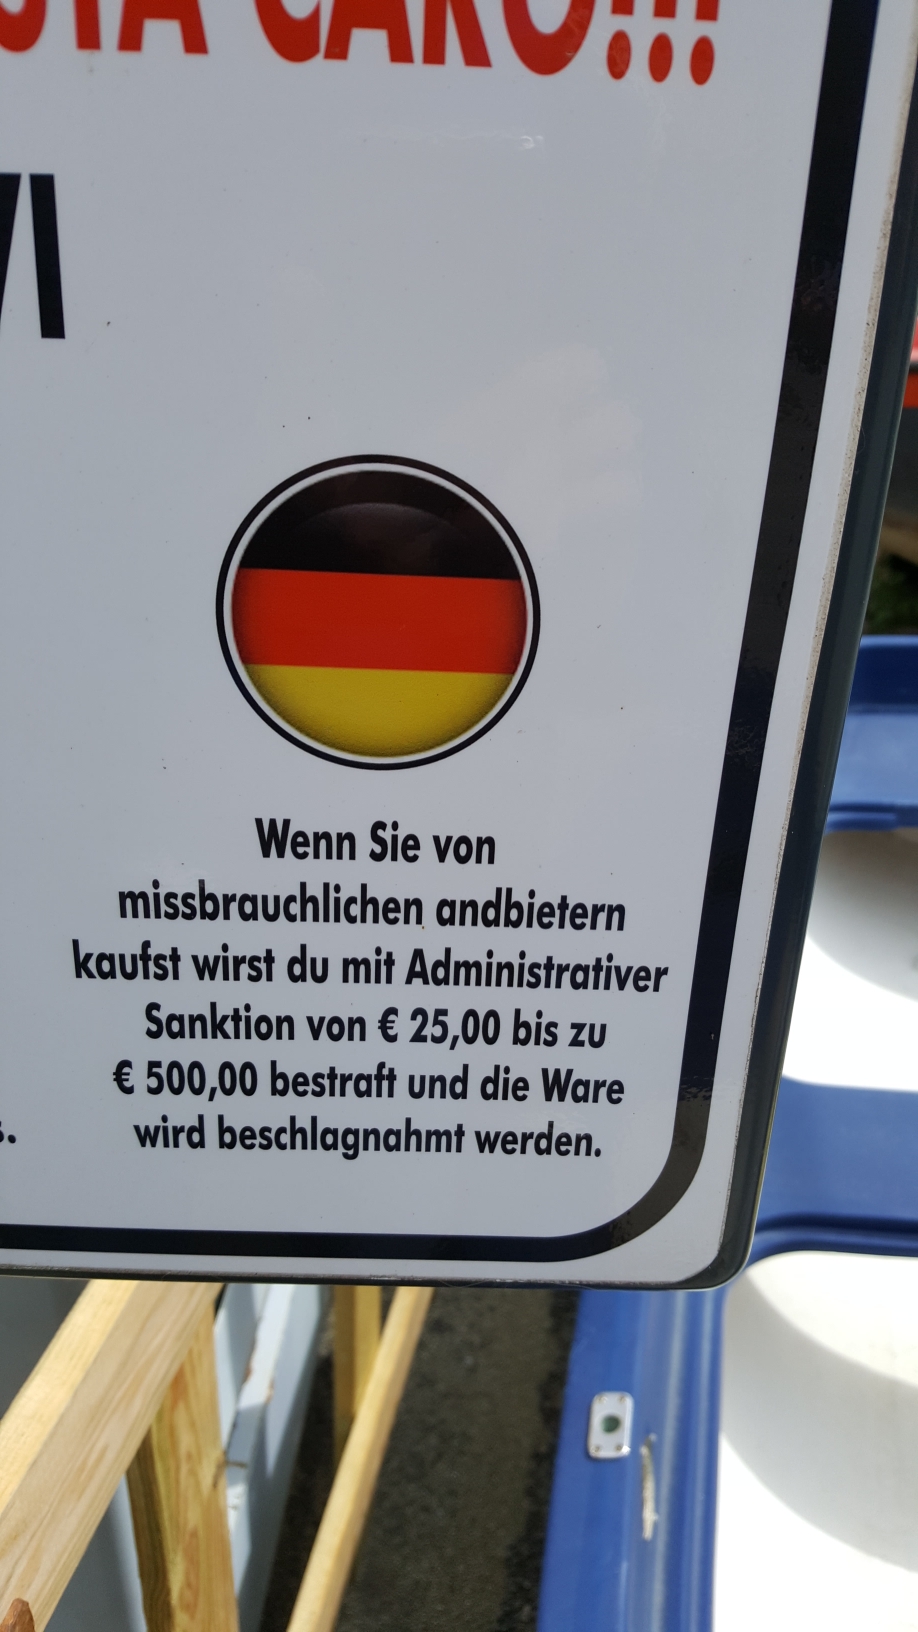 CARO!!!
Wenn Sie von
missbrauchlichen andbietern
kaufst wirst du mit Administrativer
Sanktion von € 25,00 bis zu
€ 500,00 bestraft und die Ware
wird beschlagnahmt werden.